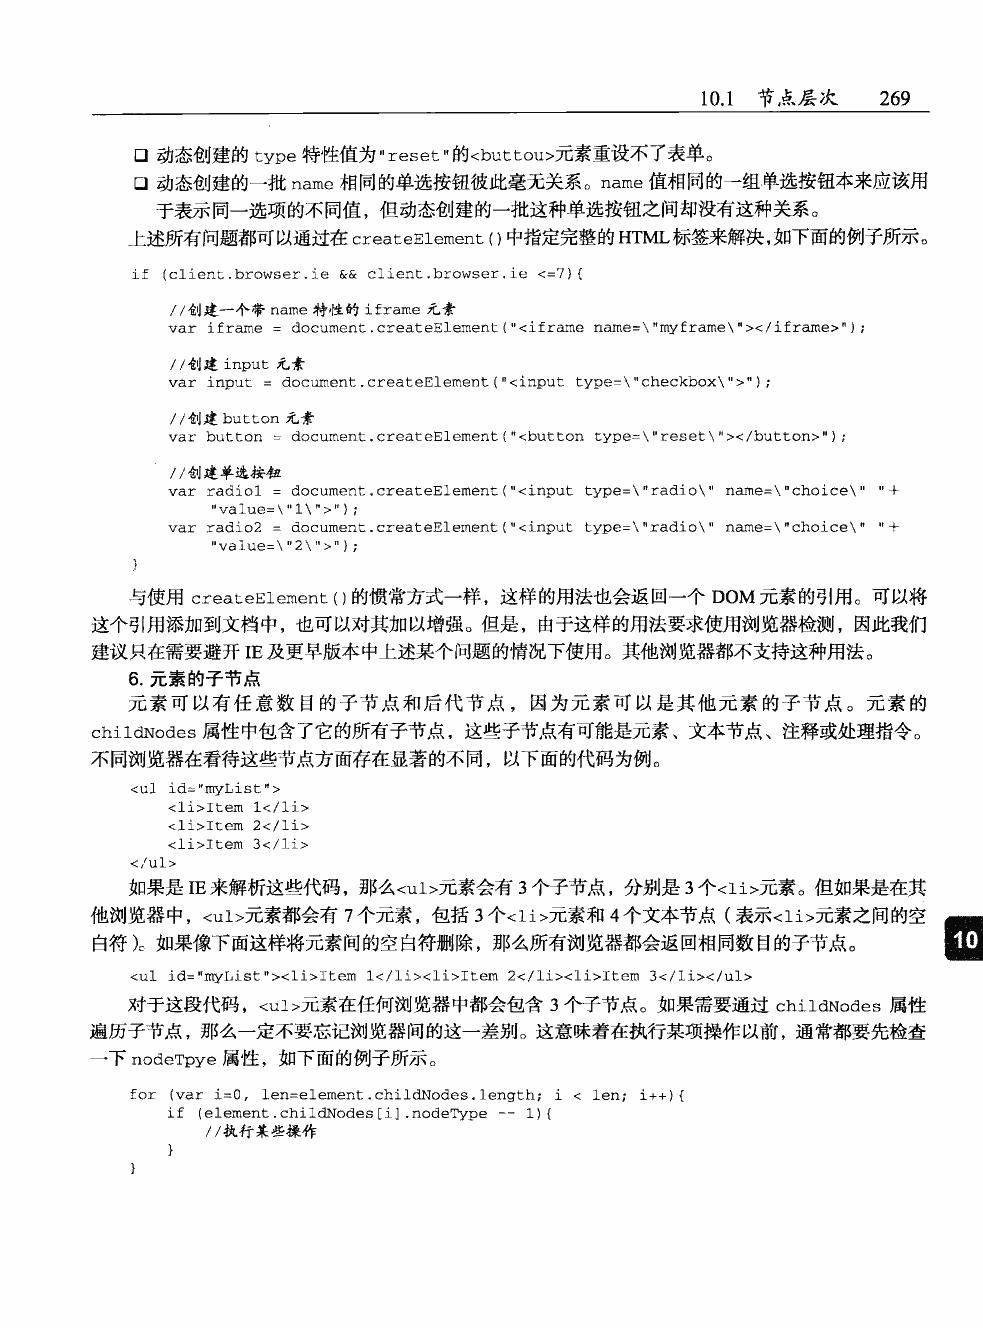 10.1 节点层次 269
❑ 动态创建的 type 特性值为"reset"的<buttou>元素重设不了表单。
❑ 动态创建的一批 name 相同的单选按钮彼此毫无关系。name 值相同的一组单选按钮本来应该用
于表示同一选项的不同值，但动态创建的一批这种单选按钮之间却没有这种关系。
上述所有问题都可以通过在 createElement()中指定完整的 HTML 标签来解决，如下面的例子所示。
if (client.browser.ie && client.browser.ie <=7){
//创建一个带 name 特性的 iframe 元素
var iframe = document.createElement("<iframe name=\"myframe\"></iframe>");
//创建 input 元素
var input = document.createElement("<input type=\"checkbox\">");
//创建 button 元素
var button = document.createElement("<button type=\"reset\"></button>");
//创建单选按钮
var radio1 = document.createElement("<input type=\"radio\" name=\"choice\" "+
"value=\"1\">");
var radio2 = document.createElement("<input type=\"radio\" name=\"choice\" "+
"value=\"2\">");
}
与使用 createElement()的惯常方式一样，这样的用法也会返回一个 DOM 元素的引用。可以将
这个引用添加到文档中，也可以对其加以增强。但是，由于这样的用法要求使用浏览器检测，因此我们
建议只在需要避开 IE 及更早版本中上述某个问题的情况下使用。其他浏览器都不支持这种用法。
6. 元素的子节点
元素可以有任意数目的子节点和后代节点，因为元素可以是其他元素的子节点。元素的
childNodes 属性中包含了它的所有子节点，这些子节点有可能是元素、文本节点、注释或处理指令。
不同浏览器在看待这些节点方面存在显著的不同，以下面的代码为例。
<ul id="myList">
<li>Item 1</li>
<li>Item 2</li>
<li>Item 3</li>
</ul>
如果是 IE 来解析这些代码，那么<ul>元素会有 3 个子节点，分别是 3 个<li>元素。但如果是在其
他浏览器中，<ul>元素都会有 7 个元素，包括 3 个<li>元素和 4 个文本节点（表示<li>元素之间的空
白符）。如果像下面这样将元素间的空白符删除，那么所有浏览器都会返回相同数目的子节点。
10
<ul id="myList"><li>Item 1</li><li>Item 2</li><li>Item 3</li></ul>
对于这段代码，<ul>元素在任何浏览器中都会包含 3 个子节点。如果需要通过 childNodes 属性
遍历子节点，那么一定不要忘记浏览器间的这一差别。这意味着在执行某项操作以前，通常都要先检查
一下 nodeTpye 属性，如下面的例子所示。
for (var i=0, len=element.childNodes.length; i < len; i++){
if (element.childNodes[i].nodeType == 1){
//执行某些操作
}
}